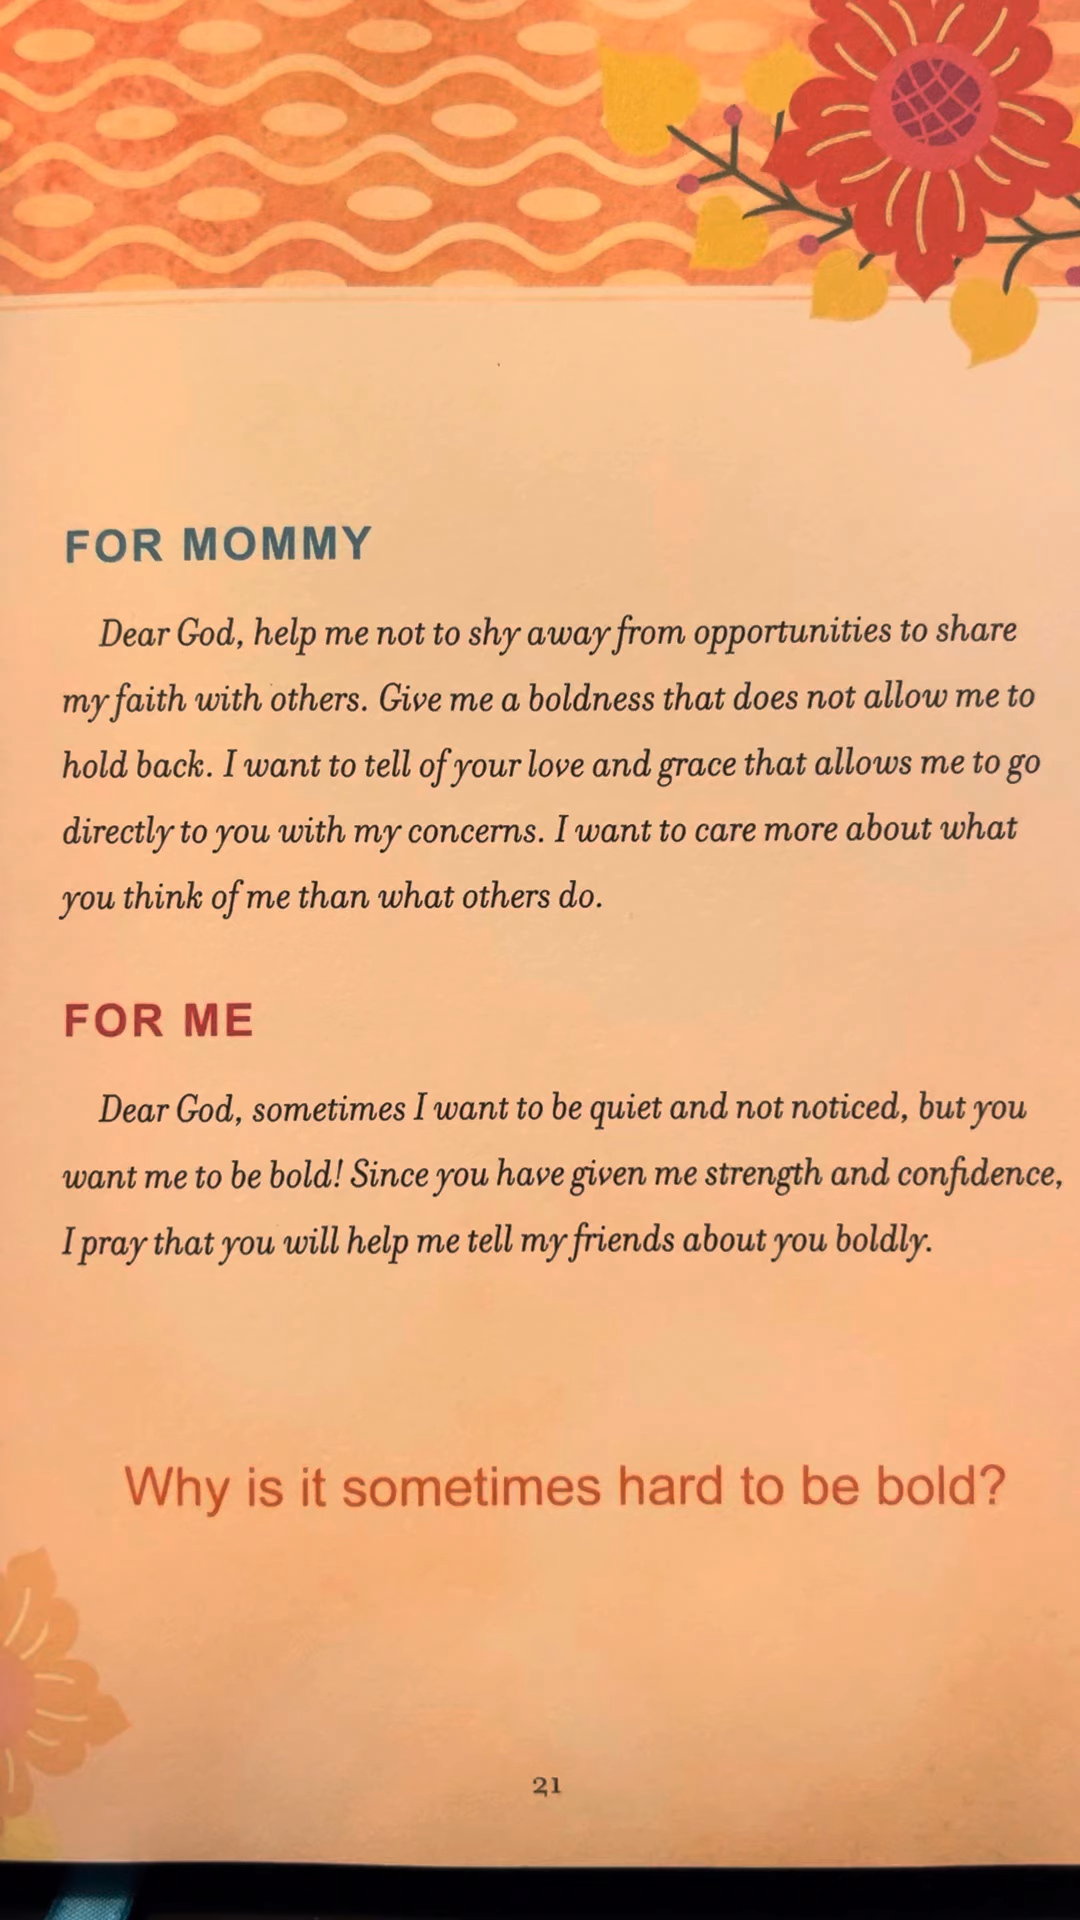 FOR MOMMY
Dear God, help me not to shy away from opportunities to share
my faith with others. Give me a boldness that does not allow me to
hold back. I want to tell of your love and grace that allows me to go
directly to you with my concerns. I want to care more about what
you think of me than what others do.
FOR ME
Dear God, sometimes I want to be quiet and not noticed, but you
want me to be bold! Since you have given me strength and confidence,
I pray that you will help me tell my friends about you boldly.
Why is it sometimes hard to be bold?
21